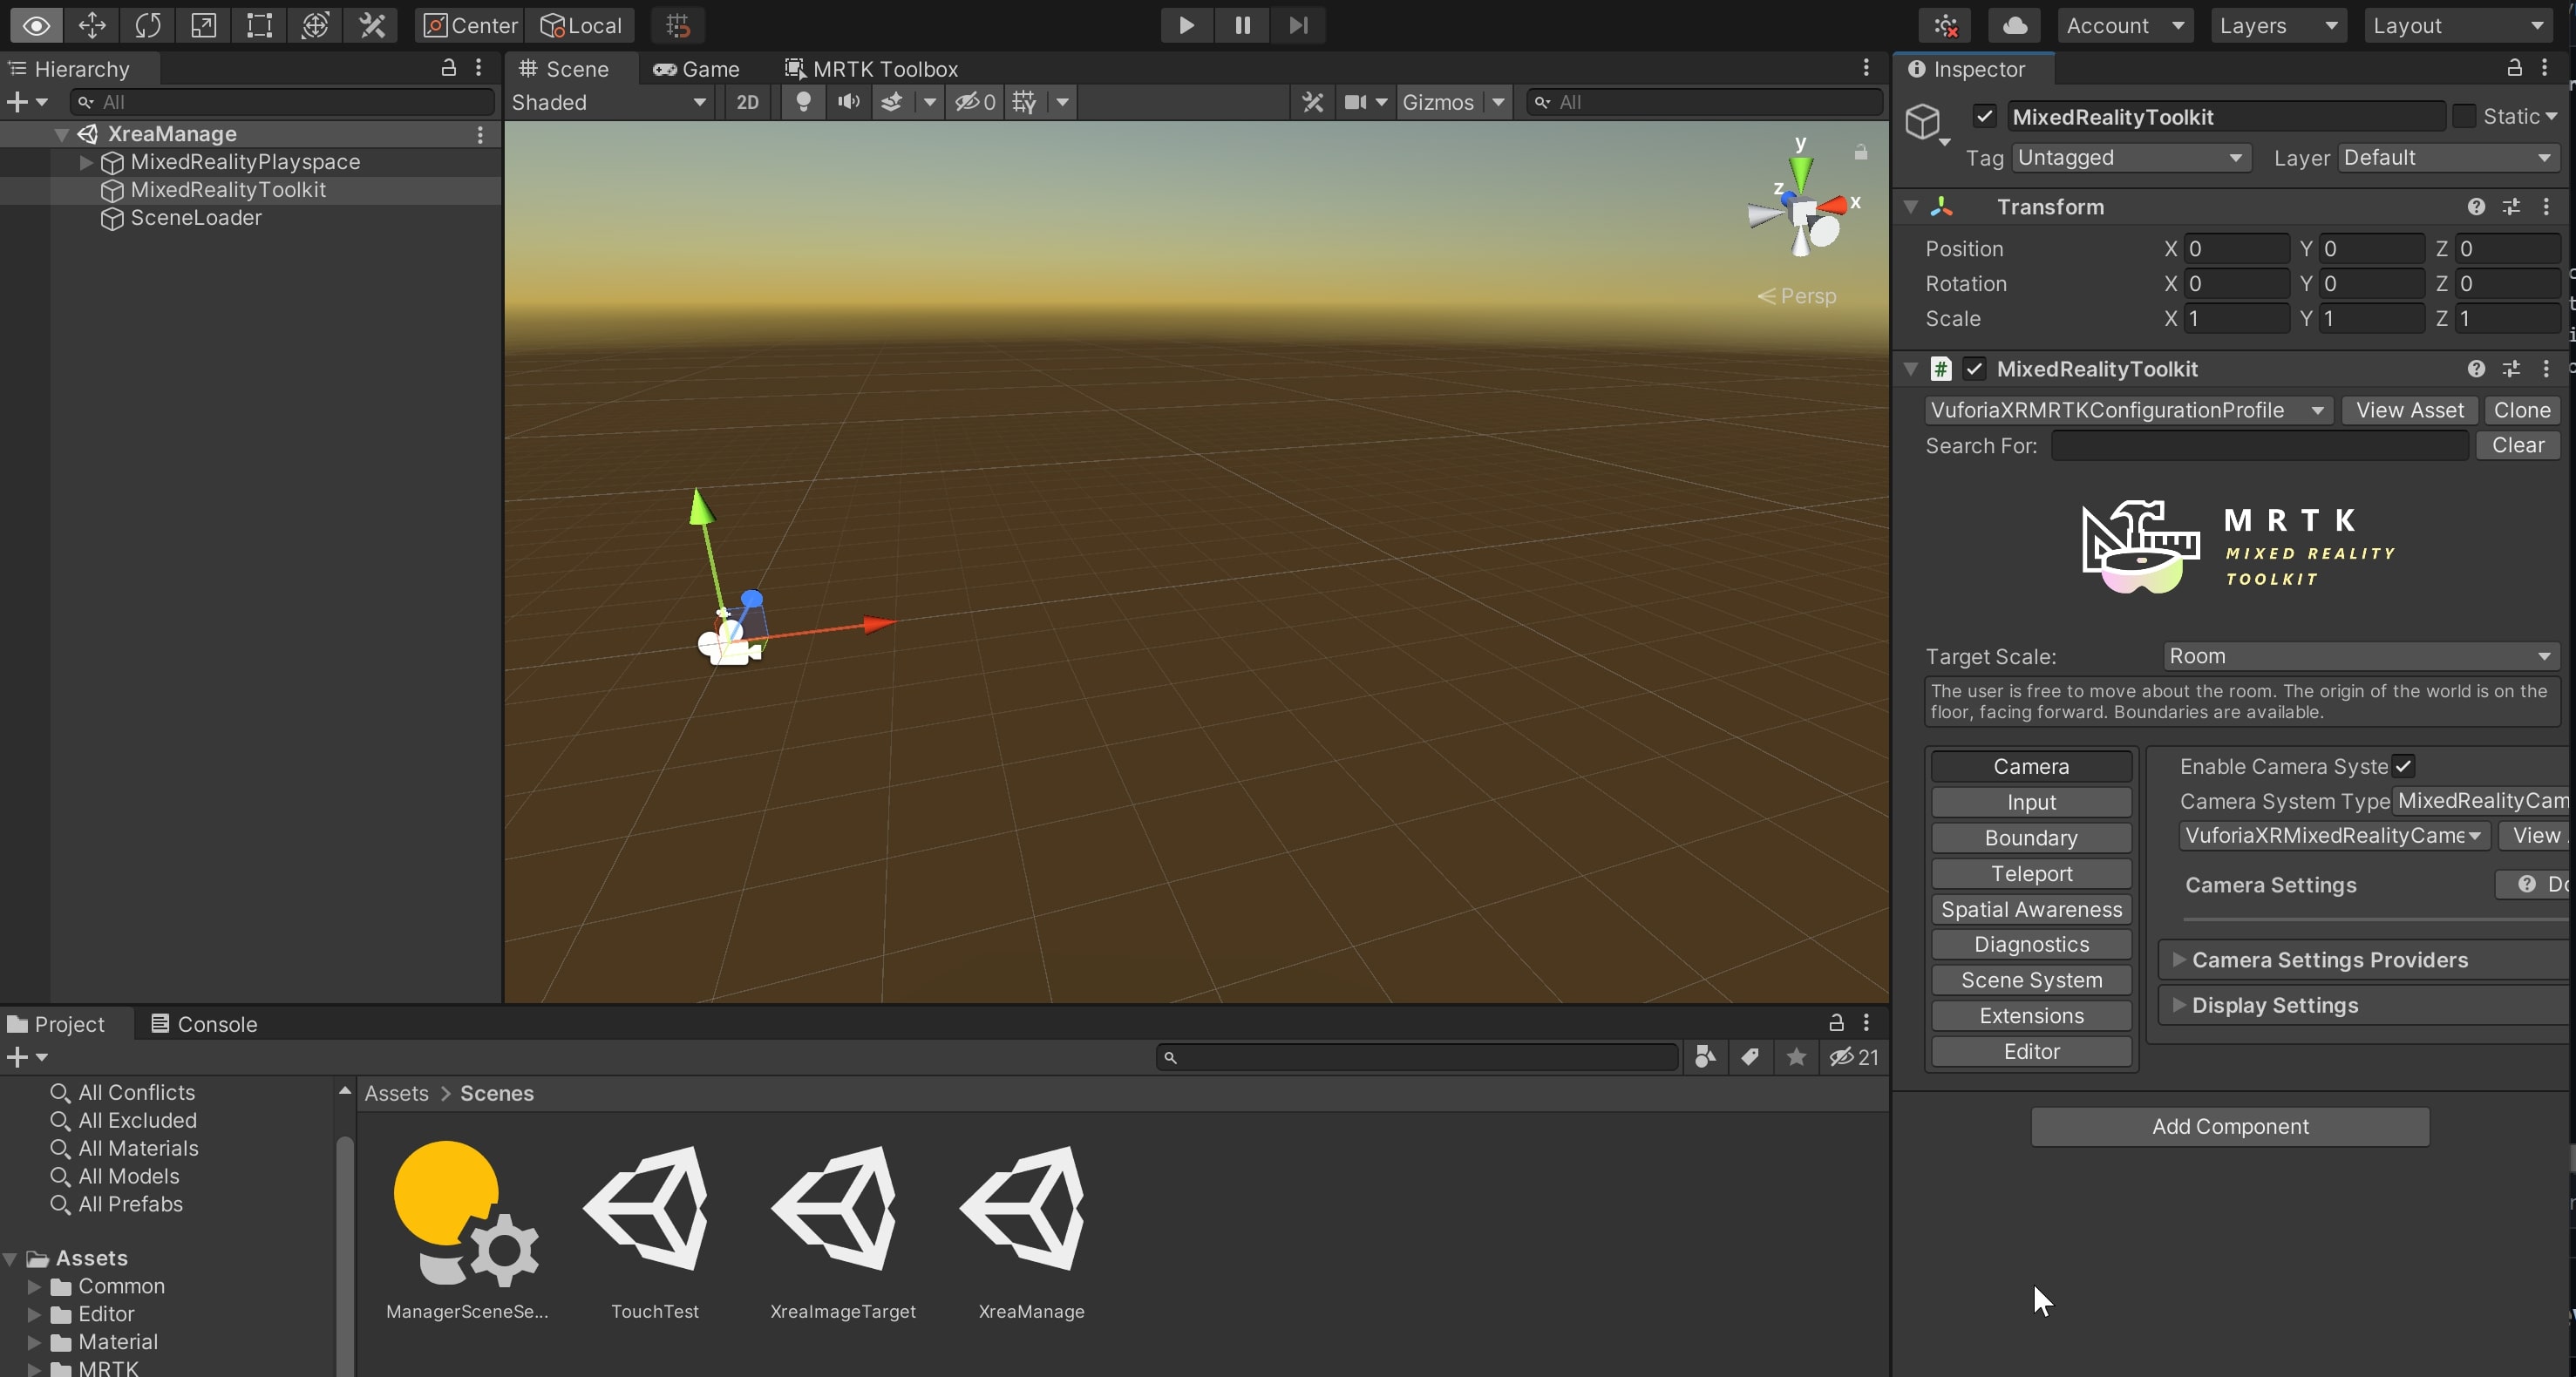 Center Local Account Layers Layout
Hierarchy
All
XreaManage
MixedRealityPlayspace
MixedRealityToolkit
SceneLoader
Scene Game MRTK Toolbox
Shaded 2D 0 Gizmos All
y
z
x
Persp
Inspector
MixedRealityToolkit Static
Tag Untagged Layer Default
Transform
Position X 0 Y 0 Z 0
Rotation X 0 Y 0 Z 0
Scale X 1 Y 1 Z 1
# MixedRealityToolkit
VuforiaXRMRTKConfigurationProfile View Asset Clone
Search For: Clear
MRTK
MIXED REALITY
TOOLKIT
Target Scale: Room
The user is free to move about the room. The origin of the world is on the
floor, facing forward. Boundaries are available.
Camera
Input
Boundary
Teleport
Spatial Awareness
Diagnostics
Scene System
Extensions
Editor
Enable Camera Syste
Camera System Type MixedRealityCam
VuforiaXRMixedRealityCame View
Camera Settings Do
Camera Settings Providers
Display Settings
Add Component
Project Console
21
All Conflicts
All Excluded
All Materials
All Models
All Prefabs
Assets
Common
Editor
Material
MRTK
Assets > Scenes
ManagerSceneSe...
TouchTest
XreaImageTarget
XreaManage